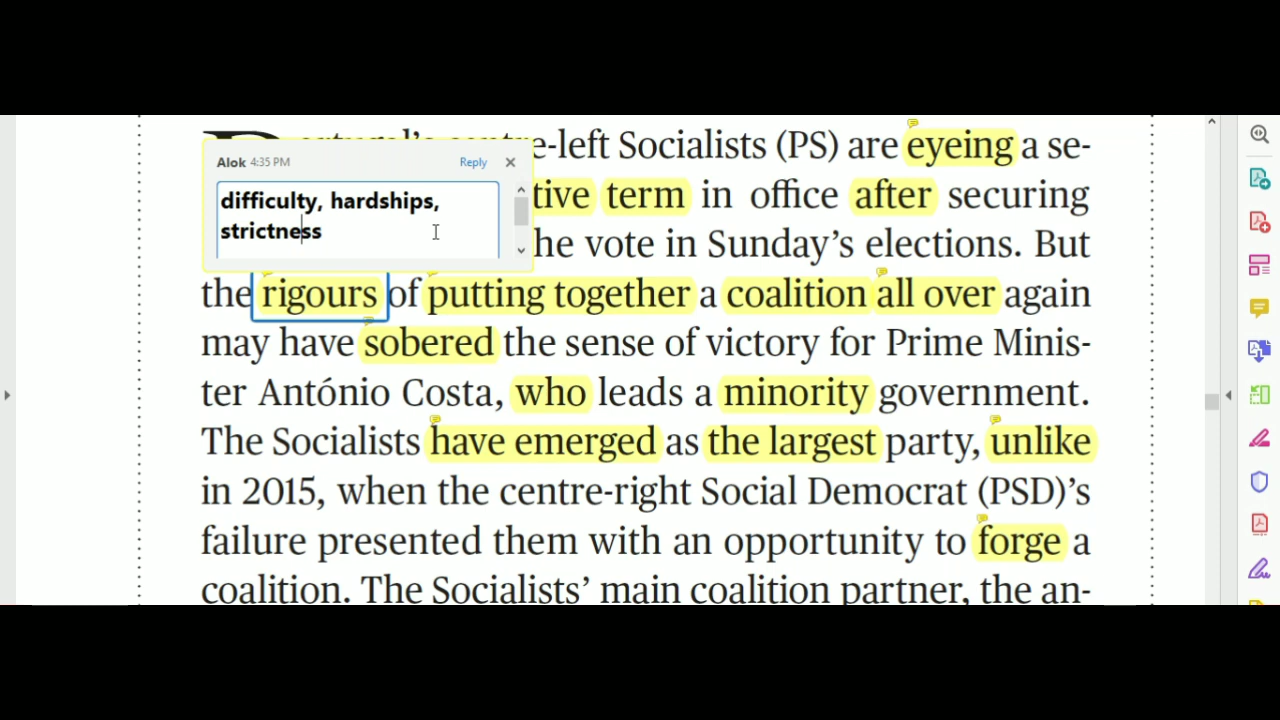 e-left Socialists (PS) are eyeing a se-
Alok 4:35 PM Reply
difficulty, hardships,
strictness
tive term in office after securing
he vote in Sunday's elections. But
the rigours of putting together a coalition all over again
may have sobered the sense of victory for Prime Minis-
ter António Costa, who leads a minority government.
The Socialists have emerged as the largest party, unlike
in 2015, when the centre-right Social Democrat (PSD)'s
failure presented them with an opportunity to forge a
coalition. The Socialists' main coalition partner, the an-